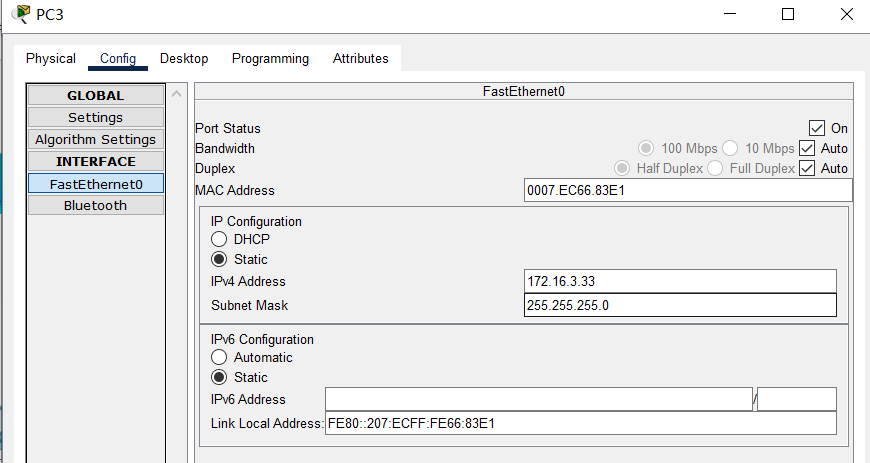 PC3
Physical Config Desktop Programming Attributes
GLOBAL
Settings
Algorithm Settings
INTERFACE
FastEthernet0
Bluetooth
FastEthernet0
Port Status On
Bandwidth 100 Mbps 10 Mbps Auto
Duplex Half Duplex Full Duplex Auto
MAC Address 0007.EC66.83E1
IP Configuration
DHCP
Static
IPv4 Address 172.16.3.33
Subnet Mask 255.255.255.0
IPv6 Configuration
Automatic
Static
IPv6 Address /
Link Local Address: FE80::207:ECFF:FE66:83E1